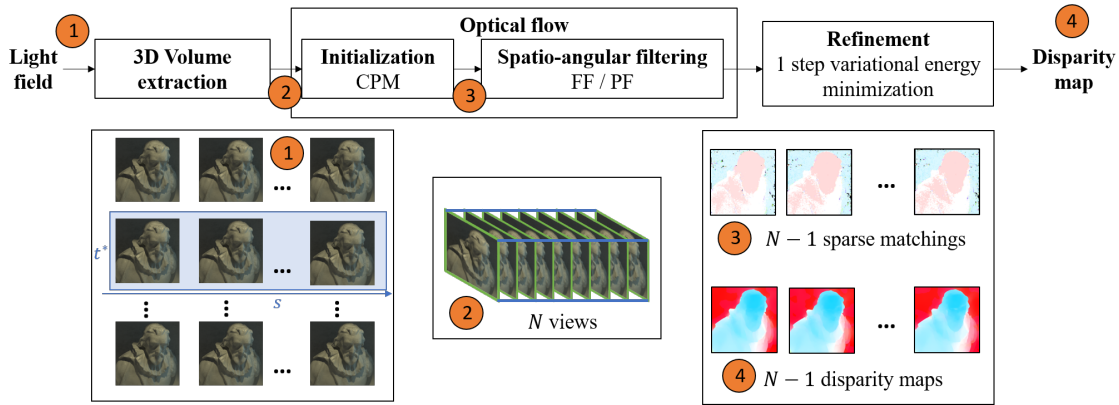 1
4
Optical flow
Light
field
3D Volume
extraction
Initialization
CPM
Spatio-angular filtering
FF / PF
Refinement
1 step variational energy
minimization
Disparity
map
2
3
1
...
t*
...
s
...
2
N views
...
3
N − 1 sparse matchings
...
4
N − 1 disparity maps